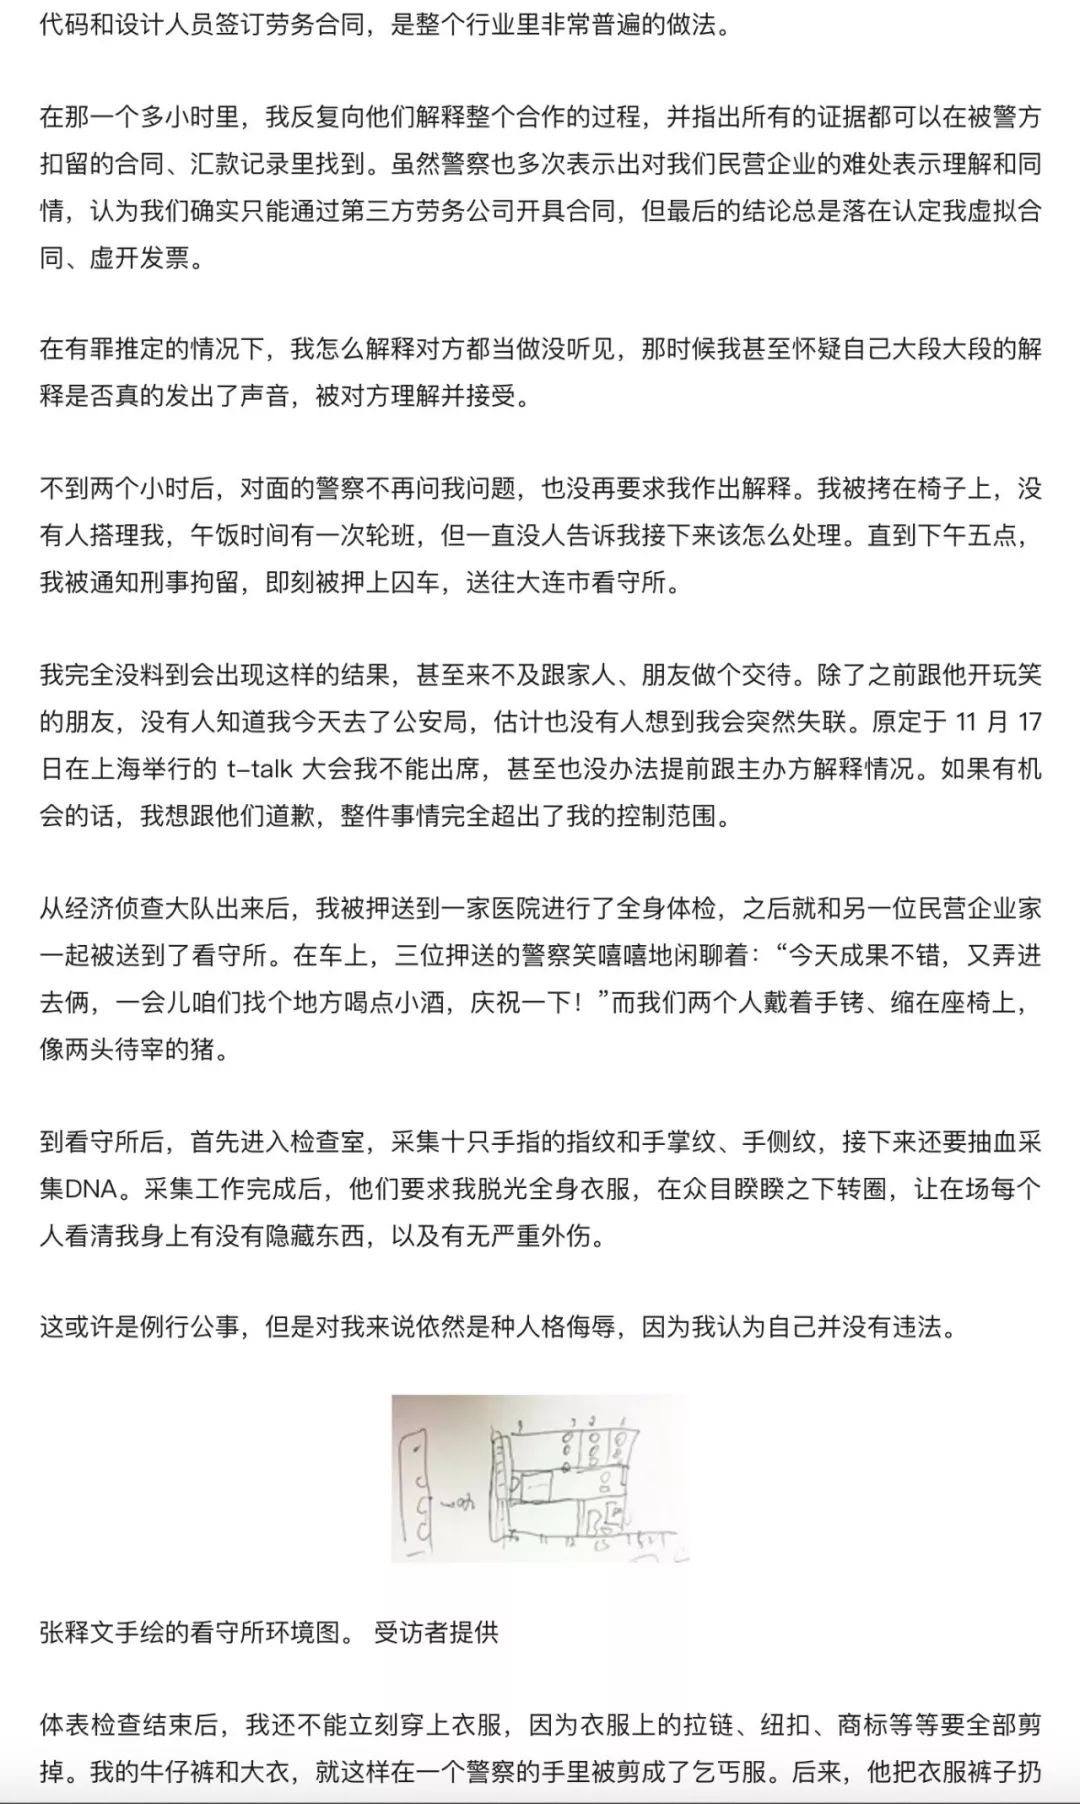 代码和设计人员签订劳务合同，是整个行业里非常普遍的做法。
在那一个多小时里，我反复向他们解释整个合作的过程，并指出所有的证据都可以在被警方
扣留的合同、汇款记录里找到。虽然警察也多次表示出对我们民营企业的难处表示理解和同
情，认为我们确实只能通过第三方劳务公司开具合同，但最后的结论总是落在认定我虚拟合
同、虚开发票。
在有罪推定的情况下，我怎么解释对方都当做没听见，那时候我甚至怀疑自己大段大段的解
释是否真的发出了声音，被对方理解并接受。
不到两个小时后，对面的警察不再问我问题，也没再要求我作出解释。我被拷在椅子上，没
有人搭理我，午饭时间有一次轮班，但一直没人告诉我接下来该怎么处理。直到下午五点，
我被通知刑事拘留，即刻被押上囚车，送往大连市看守所。
我完全没料到会出现这样的结果，甚至来不及跟家人、朋友做个交待。除了之前跟他开玩笑
的朋友，没有人知道我今天去了公安局，估计也没有人想到我会突然失联。原定于 11 月 17
日在上海举行的 t-talk 大会我不能出席，甚至也没办法提前跟主办方解释情况。如果有机
会的话，我想跟他们道歉，整件事情完全超出了我的控制范围。
从经济侦查大队出来后，我被押送到一家医院进行了全身体检，之后就和另一位民营企业家
一起被送到了看守所。在车上，三位押送的警察笑嘻嘻地闲聊着：“今天成果不错，又弄进
去俩，一会儿咱们找个地方喝点小酒，庆祝一下！”而我们两个人戴着手铐、缩在座椅上，
像两头待宰的猪。
到看守所后，首先进入检查室，采集十只手指的指纹和手掌纹、手侧纹，接下来还要抽血采
集DNA。采集工作完成后，他们要求我脱光全身衣服，在众目睽睽之下转圈，让在场每个
人看清我身上有没有隐藏东西，以及有无严重外伤。
这或许是例行公事，但是对我来说依然是种人格侮辱，因为我认为自己并没有违法。
张释文手绘的看守所环境图。 受访者提供
体表检查结束后，我还不能立刻穿上衣服，因为衣服上的拉链、纽扣、商标等等要全部剪
掉。我的牛仔裤和大衣，就这样在一个警察的手里被剪成了乞丐服。后来，他把衣服裤子扔